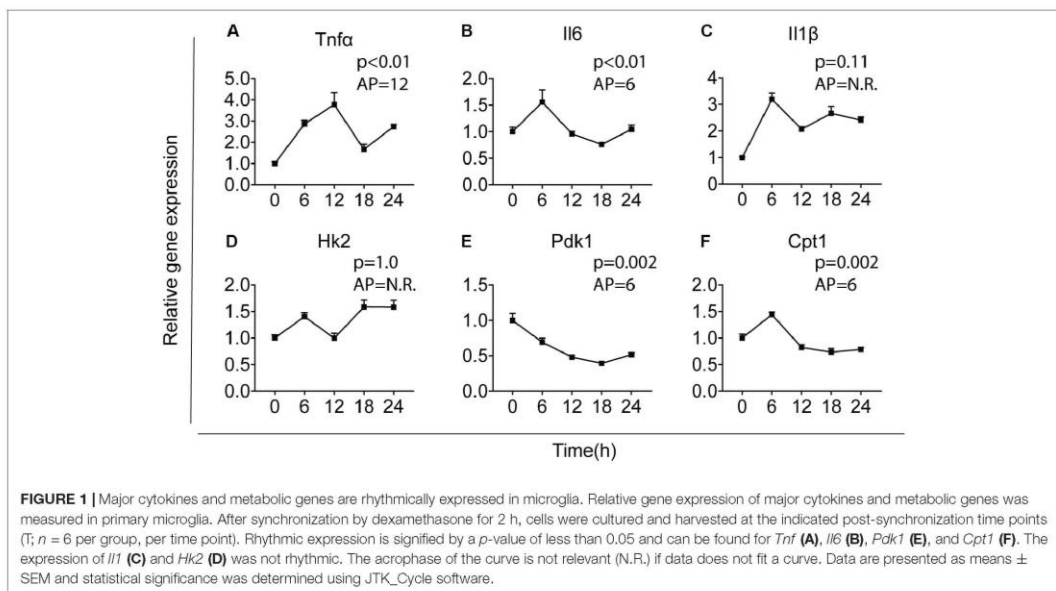 A
Tnfα
p<0.01
AP=12
5.0
4.0
3.0
2.0
1.0
0.0
0 6 12 18 24
B
Il6
p<0.01
AP=6
2.0
1.5
1.0
0.5
0.0
0 6 12 18 24
C
Il1β
p=0.11
AP=N.R.
4
3
2
1
0
0 6 12 18 24
Relative gene expression
D
Hk2
p=1.0
AP=N.R.
2.0
1.5
1.0
0.5
0.0
0 6 12 18 24
E
Pdk1
p=0.002
AP=6
1.5
1.0
0.5
0.0
0 6 12 18 24
F
Cpt1
p=0.002
AP=6
2.0
1.5
1.0
0.5
0.0
0 6 12 18 24
Time(h)
FIGURE 1 | Major cytokines and metabolic genes are rhythmically expressed in microglia. Relative gene expression of major cytokines and metabolic genes was
measured in primary microglia. After synchronization by dexamethasone for 2 h, cells were cultured and harvested at the indicated post-synchronization time points
(T; n = 6 per group, per time point). Rhythmic expression is signified by a p-value of less than 0.05 and can be found for Tnf (A), Il6 (B), Pdk1 (E), and Cpt1 (F). The
expression of Il1 (C) and Hk2 (D) was not rhythmic. The acrophase of the curve is not relevant (N.R.) if data does not fit a curve. Data are presented as means ±
SEM and statistical significance was determined using JTK_Cycle software.